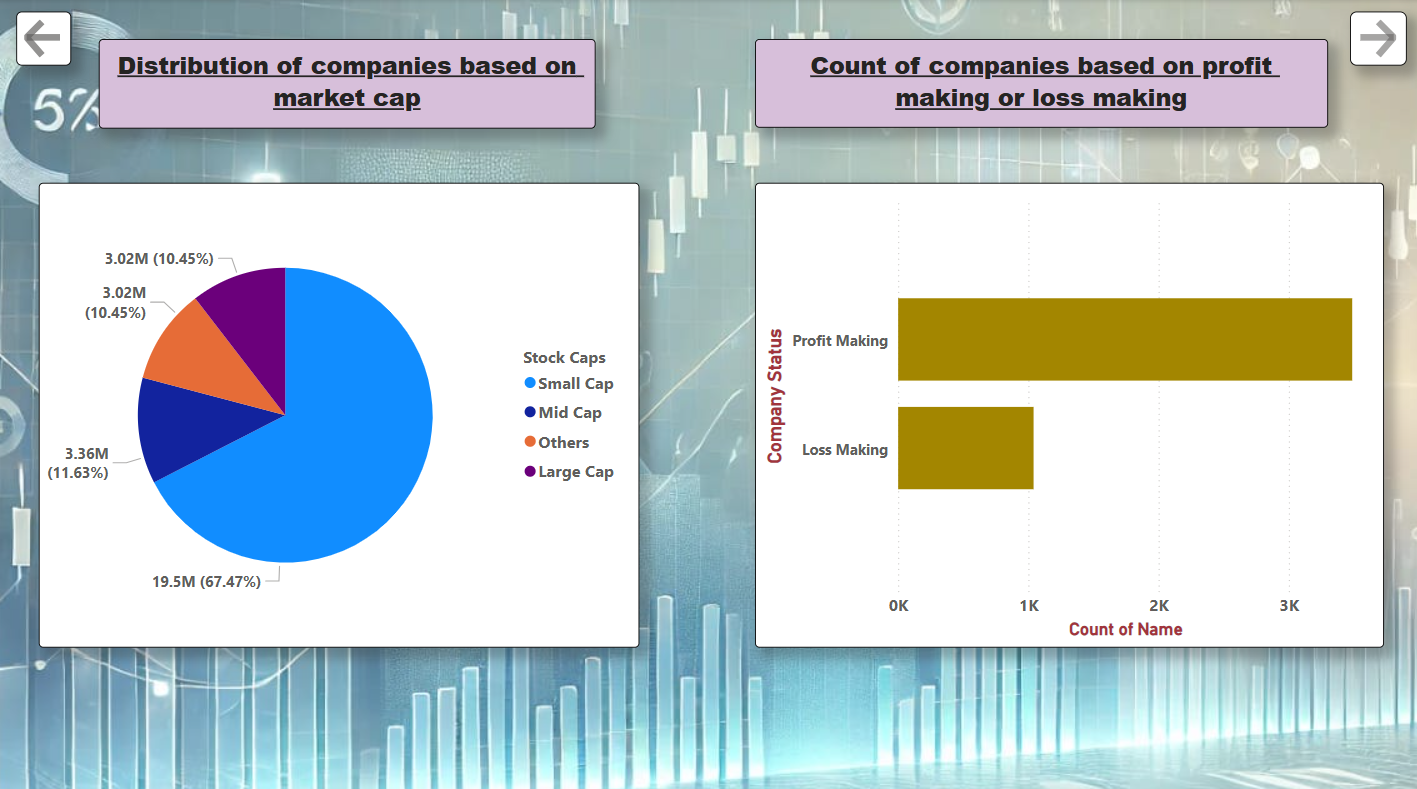 5%
Distribution of companies based on
market cap
Count of companies based on profit
making or loss making
3.02M (10.45%)
3.02M
(10.45%)
3.36M
(11.63%)
19.5M (67.47%)
Stock Caps
Small Cap
Mid Cap
Others
Large Cap
Company Status
Profit Making
Loss Making
0K
1K
2K
3K
Count of Name